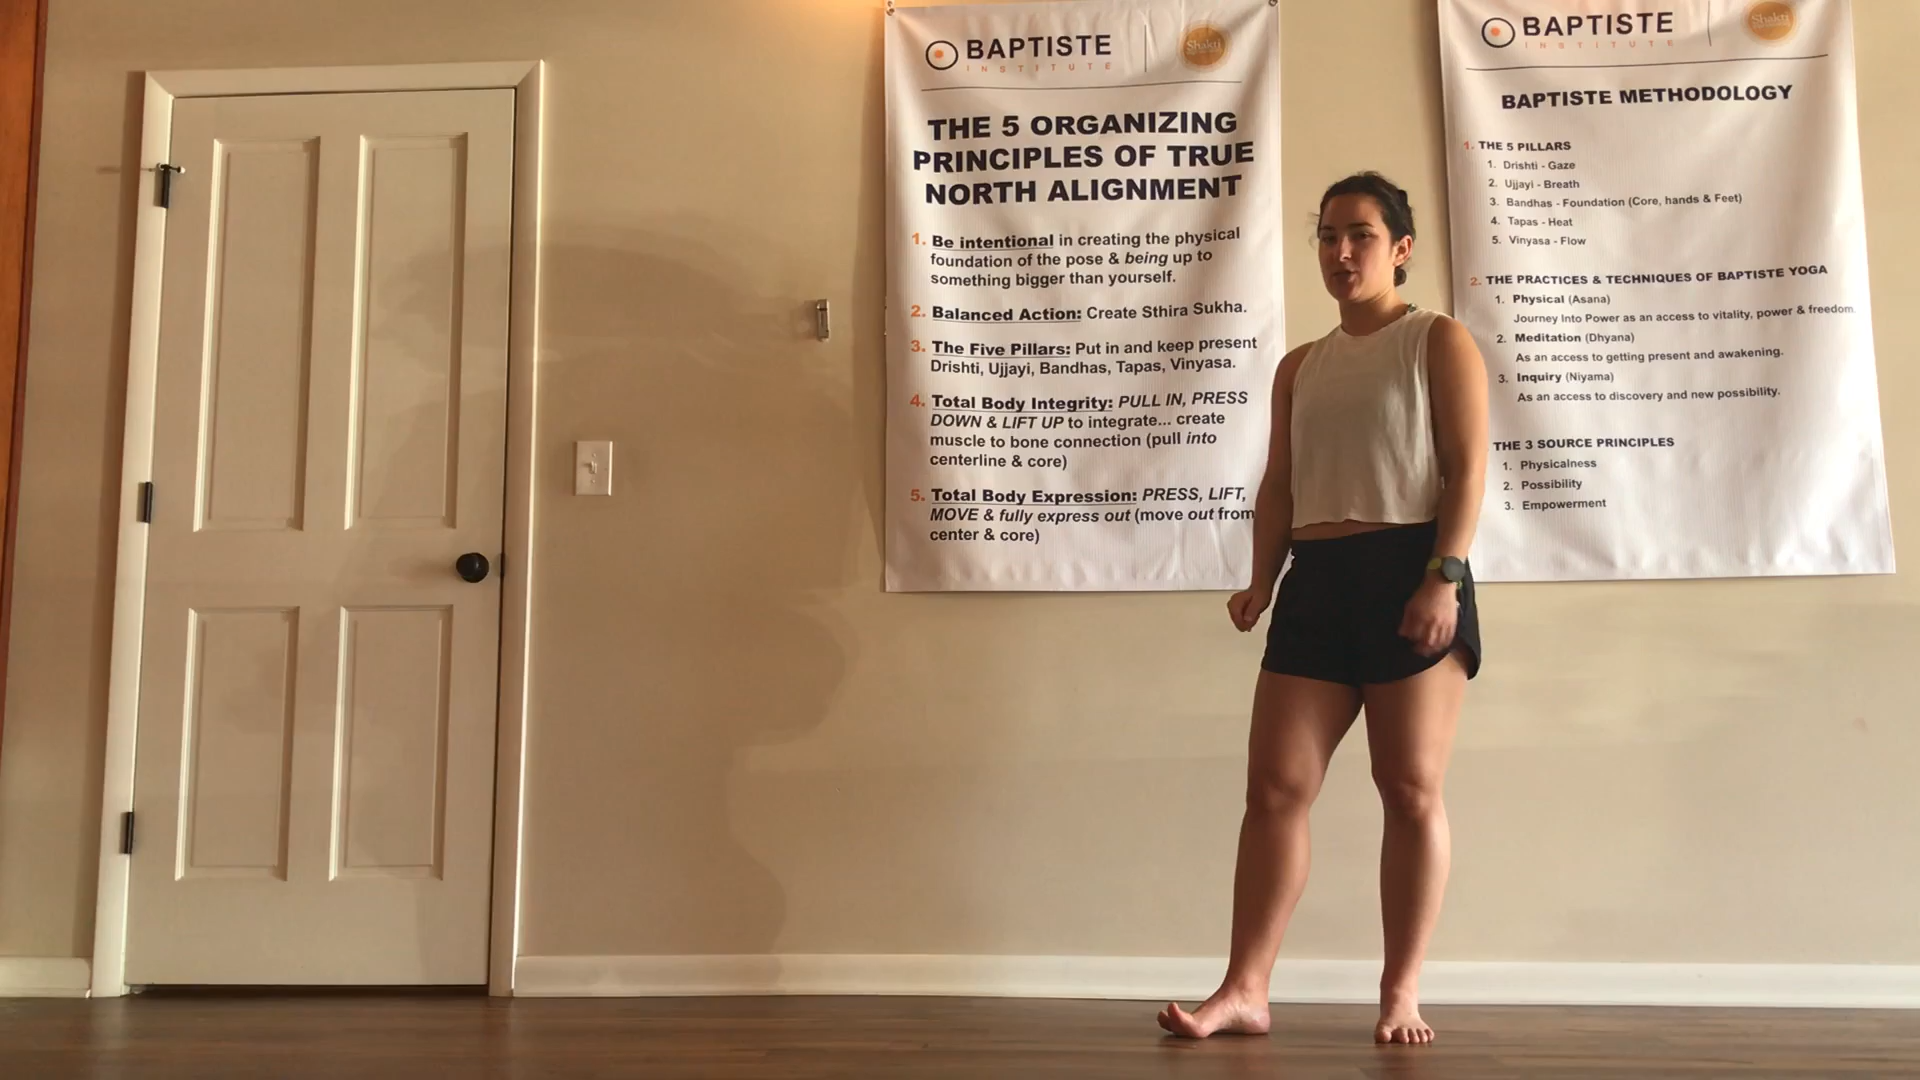 BAPTISTE
INSTITUTE
Shakti
THE 5 ORGANIZING
PRINCIPLES OF TRUE
NORTH ALIGNMENT
1. Be intentional in creating the physical
foundation of the pose & being up to
something bigger than yourself.
2. Balanced Action: Create Sthira Sukha.
3. The Five Pillars: Put in and keep present
Drishti, Ujjayi, Bandhas, Tapas, Vinyasa.
4. Total Body Integrity: PULL IN, PRESS
DOWN & LIFT UP to integrate... create
muscle to bone connection (pull into
centerline & core)
5. Total Body Expression: PRESS, LIFT,
MOVE & fully express out (move out from
center & core)
BAPTISTE
INSTITUTE
Shakti
BAPTISTE METHODOLOGY
1. THE 5 PILLARS
1. Drishti - Gaze
2. Ujjayi - Breath
3. Bandhas - Foundation (Core, hands & Feet)
4. Tapas - Heat
5. Vinyasa - Flow
2. THE PRACTICES & TECHNIQUES OF BAPTISTE YOGA
1. Physical (Asana)
Journey Into Power as an access to vitality, power & freedom.
2. Meditation (Dhyana)
As an access to getting present and awakening.
3. Inquiry (Niyama)
As an access to discovery and new possibility.
THE 3 SOURCE PRINCIPLES
1. Physicalness
2. Possibility
3. Empowerment